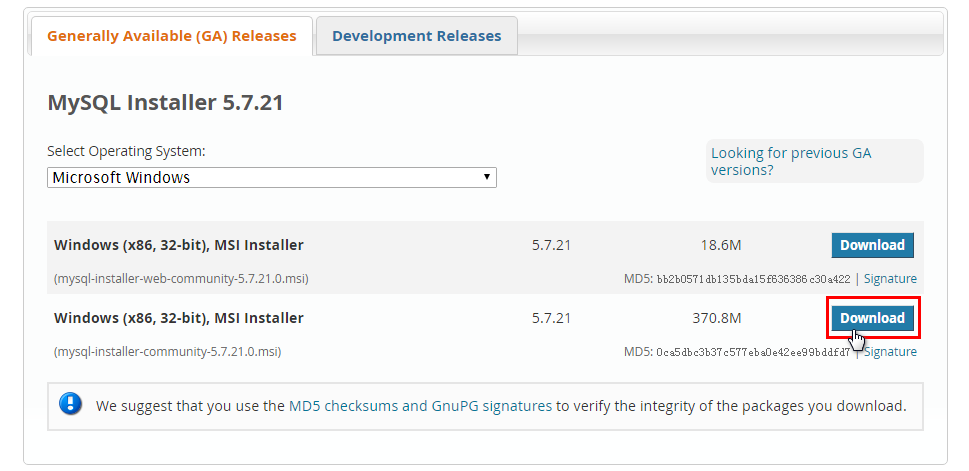 Generally Available (GA) Releases
Development Releases
MySQL Installer 5.7.21
Select Operating System:
Looking for previous GA
versions?
Microsoft Windows
Windows (x86, 32-bit), MSI Installer 5.7.21 18.6M Download
(mysql-installer-web-community-5.7.21.0.msi) MD5: bb2b0571db135bda15f636386c30a422 | Signature
Windows (x86, 32-bit), MSI Installer 5.7.21 370.8M Download
(mysql-installer-community-5.7.21.0.msi) MD5: 0ca5dbc3b37c577eba0e42ee99bddfd7 | Signature
We suggest that you use the MD5 checksums and GnuPG signatures to verify the integrity of the packages you download.